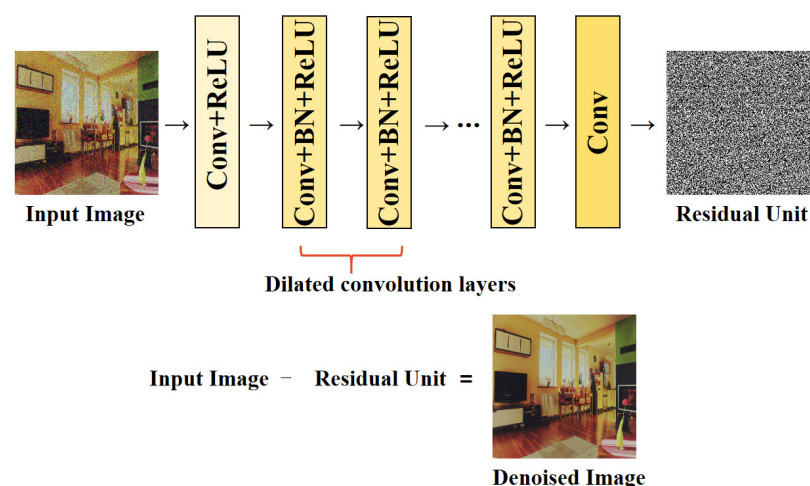 Input Image
Conv+ReLU
Conv+BN+ReLU
Conv+BN+ReLU
...
Conv+BN+ReLU
Conv
Residual Unit
Dilated convolution layers
Input Image − Residual Unit =
Denoised Image